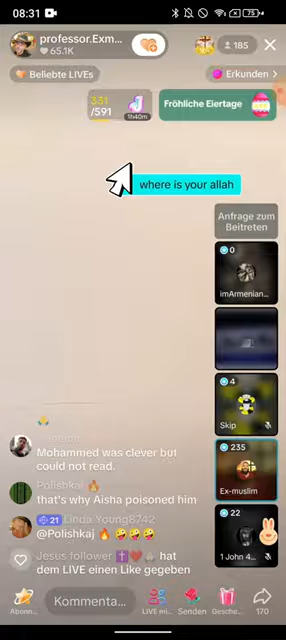 08:31
75
professor.Exm...
65.1K
185
Beliebte LIVEs
Erkunden
331
/591
1h40m
Fröhliche Eiertage
where is your allah
Anfrage zum
Beitreten
0
imArmenian...
4
Skip
235
Ex-muslim
22
1 John 4...
Mohammed was clever but
could not read.
Polishkaj
that's why Aisha poisoned him
21 Linda Young8742
@Polishkaj
Jesus follower hat
dem LIVE einen Like gegeben
Abonn...
Kommenta...
LIVE mi...
Senden
Gesche...
170